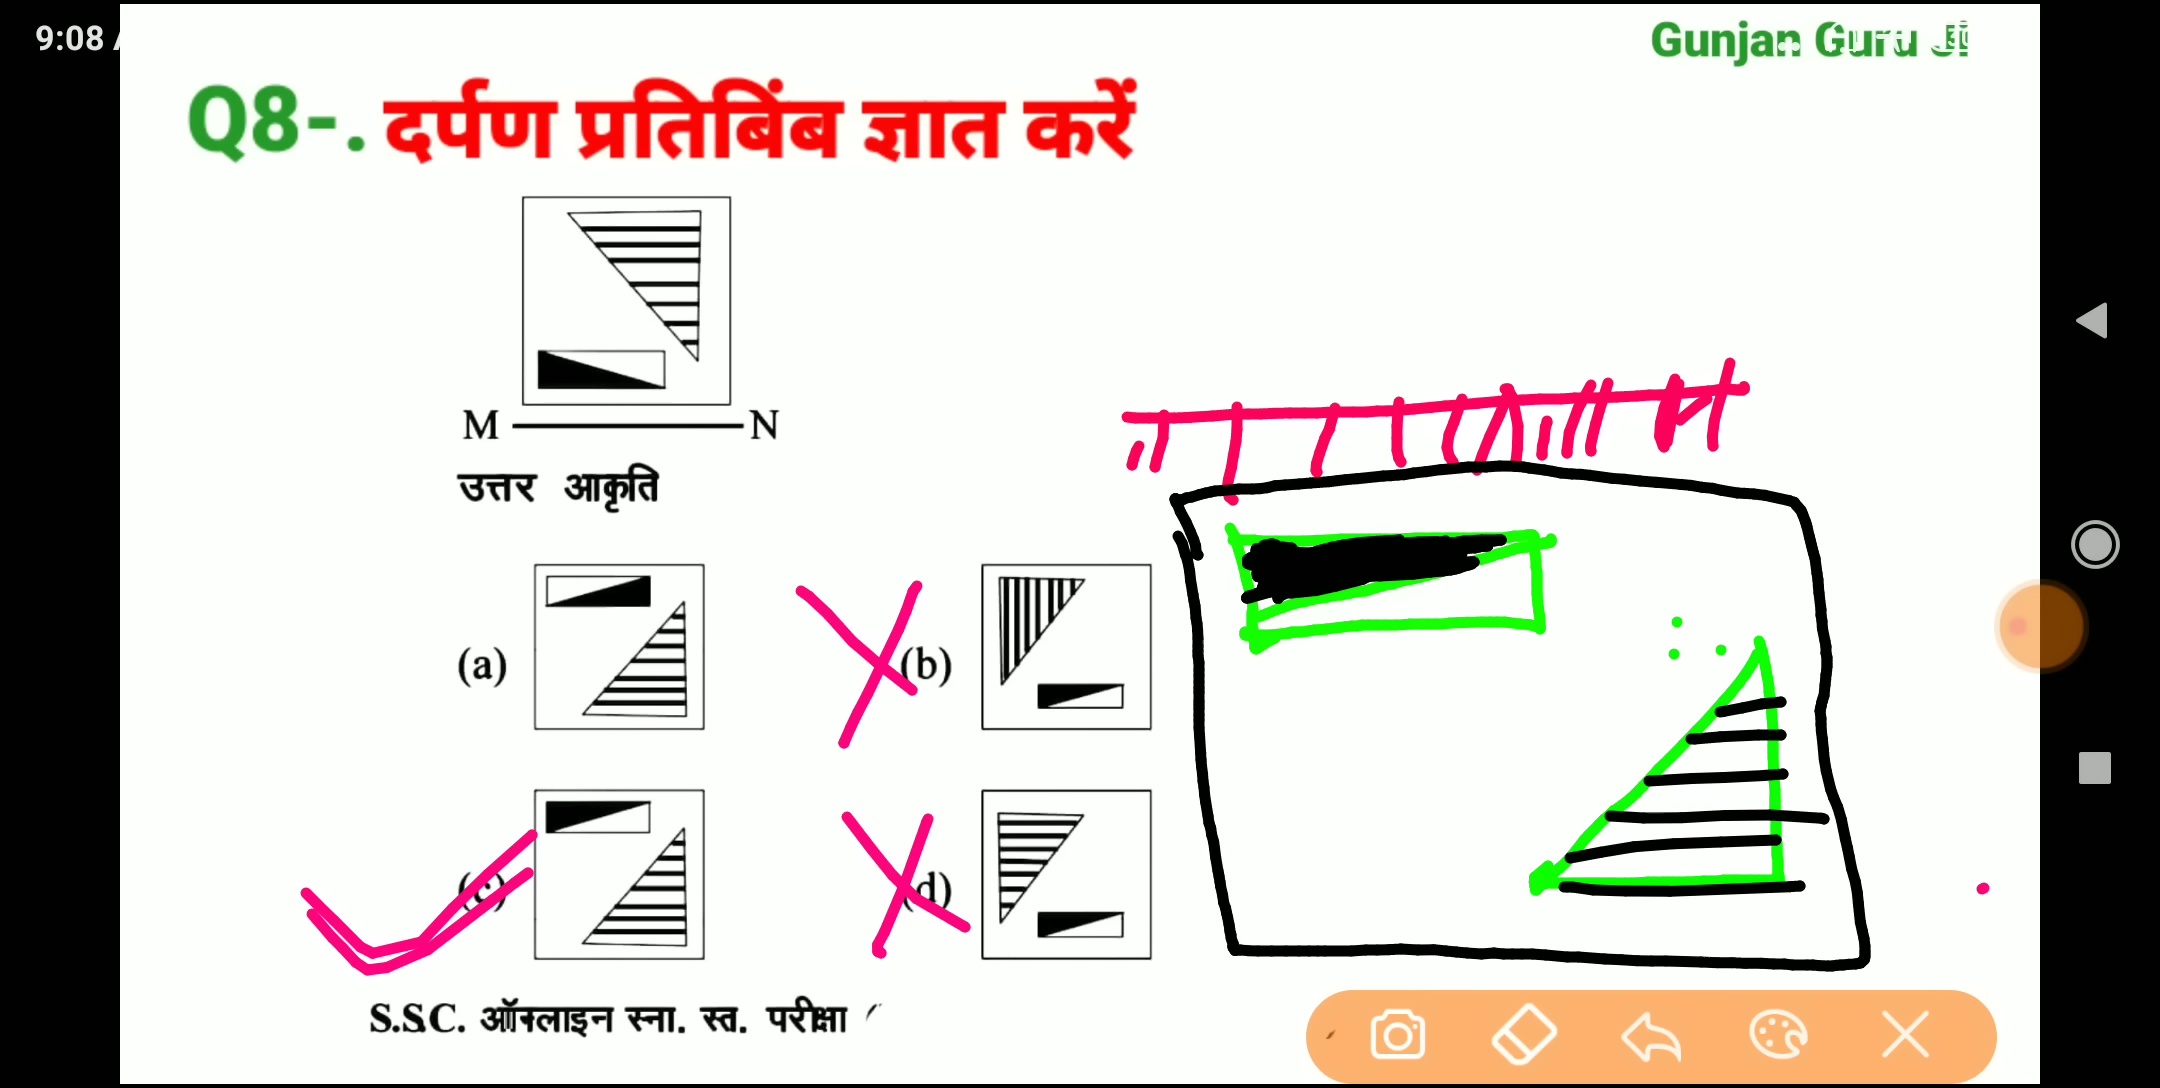 9:08
Gunjan Guru Ji
Q8-. दर्पण प्रतिबिंब ज्ञात करें
M N
उत्तर आकृति
(a) (b)
(c) (d)
S.S.C. ऑनलाइन स्ना. स्त. परीक्षा (